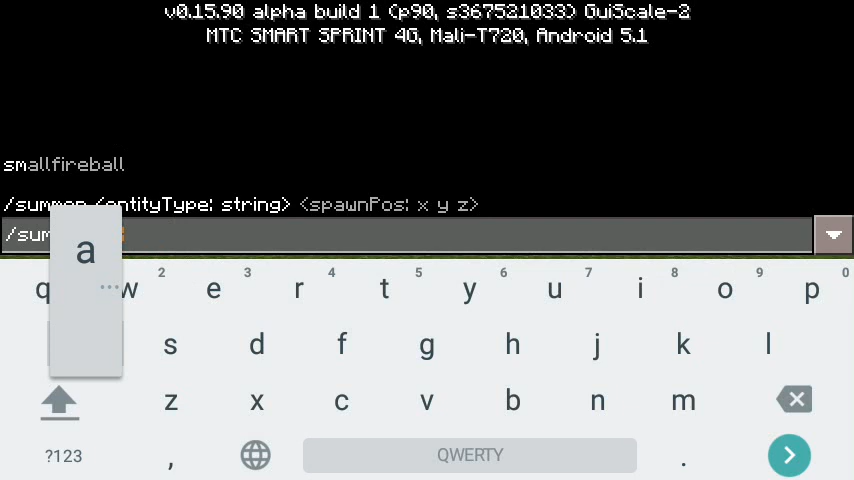 v0.15.90 alpha build 1 (p90, s367521033) GuiScale-2
MTC SMART SPRINT 4G, Mali-T720, Android 5.1
smallfireball
/summon <entityType: string> <spawnPos: x y z>
/sum
a
...
q w 2 e 3 r 4 t 5 y 6 u 7 i 8 o 9 p 0
s d f g h j k l
z x c v b n m
?123 , QWERTY .